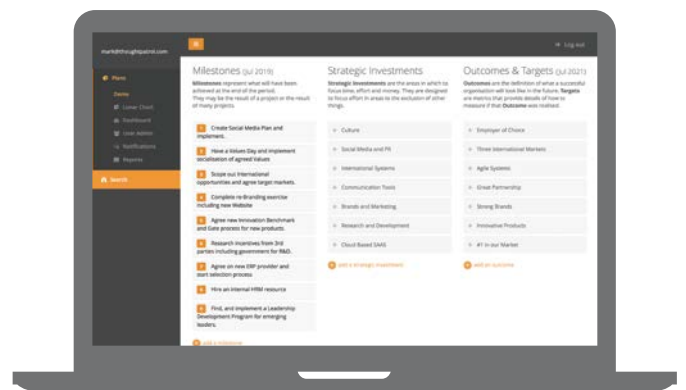 mark@thoughtpatrol.com
Log out
Plans
Demo
Lunar Chart
Dashboard
User Admin
Notifications
Reports
Search
Milestones (Jul 2019)
Milestones represent what will have been
achieved at the end of the period.
They may be the result of a project or the result
of many projects.
1 Create Social Media Plan and
implement.
2 Have a Values Day and implement
socialisation of agreed Values
3 Scope out International
opportunities and agree target markets.
4 Complete re-Branding exercise
including new Website
5 Agree new Innovation Benchmark
and Gate process for new products
6 Research incentives from 3rd
parties including government for R&D.
7 Agree on new ERP provider and
start selection process
8 Hire an internal HRM resource
9 Find, and implement a Leadership
Development Program for emerging
leaders.
add a milestone
Strategic Investments
Strategic Investments are the areas in which to
focus time, effort and money. They are designed
to focus effort in areas to the exclusion of other
things.
Culture
Social Media and PR
International Systems
Communication Tools
Brands and Marketing
Research and Development
Cloud Based SAAS
add a strategic investment
Outcomes & Targets (Jul 2021)
Outcomes are the definition of what a successful
organisation will look like in the future. Targets
are metrics that provide details of how to
measure if that Outcome was realised.
Employer of Choice
Three International Markets
Agile Systems
Great Partnership
Strong Brands
Innovative Products
#1 in our Market
add an outcome